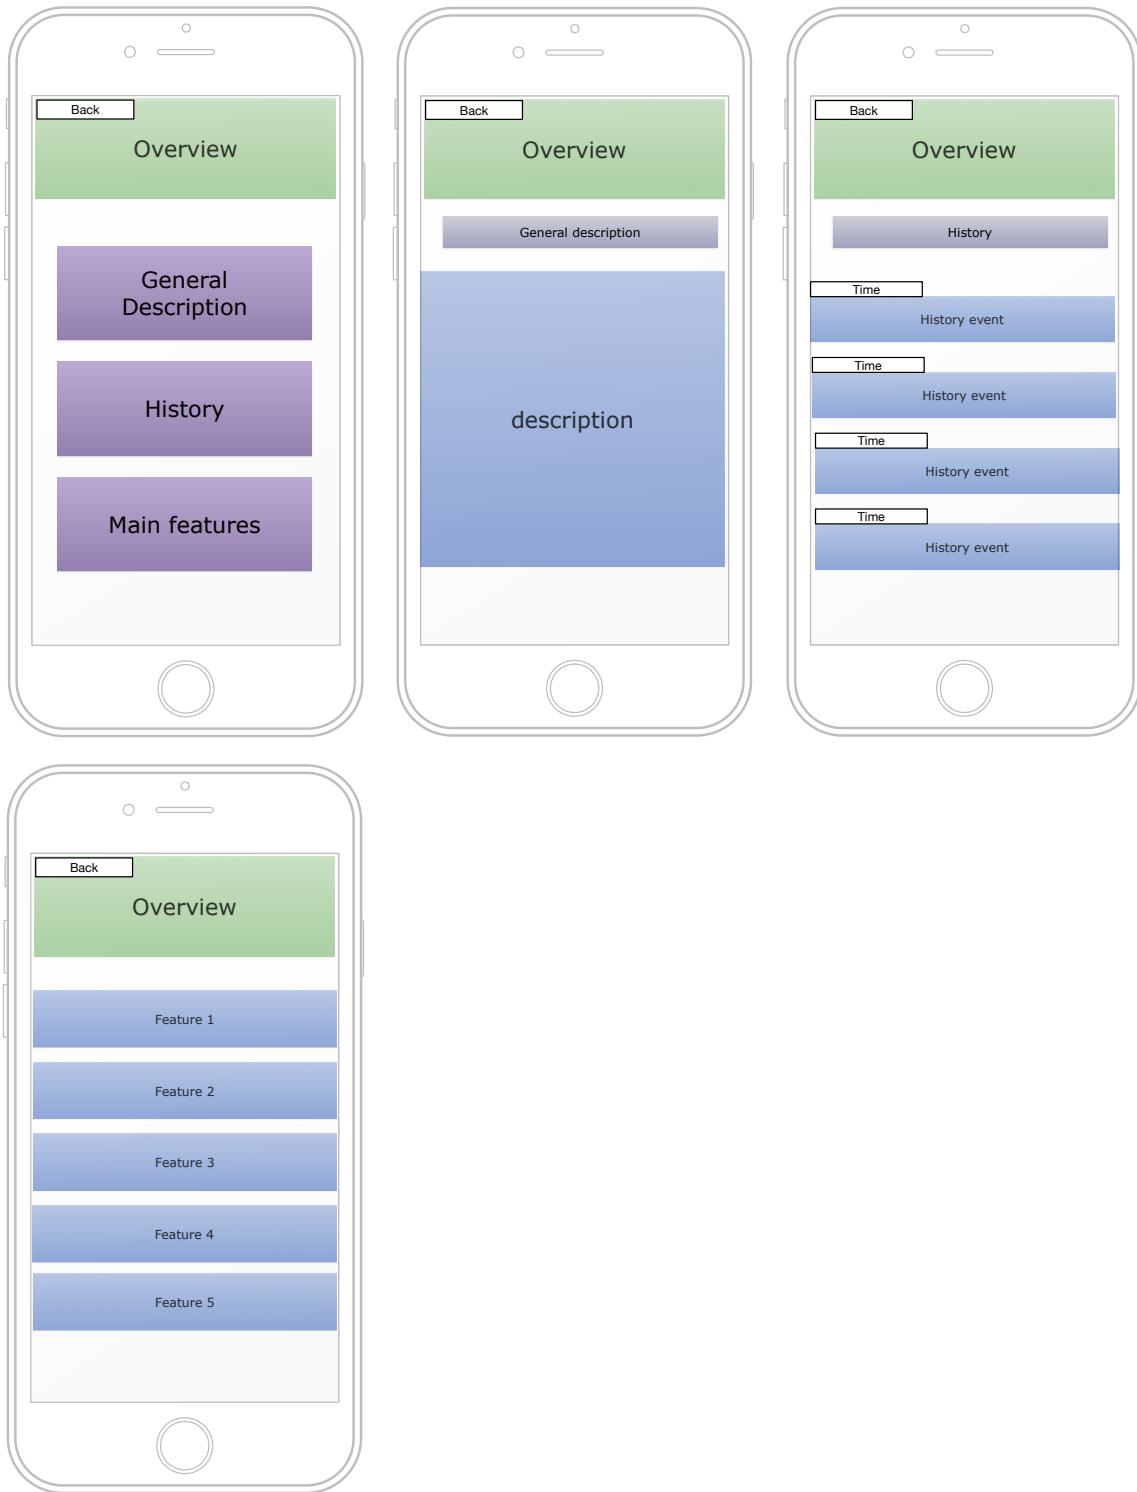 Back
Overview
General
Description
History
Main features
Back
Overview
General description
description
Back
Overview
History
Time
History event
Time
History event
Time
History event
Time
History event
Back
Overview
Feature 1
Feature 2
Feature 3
Feature 4
Feature 5